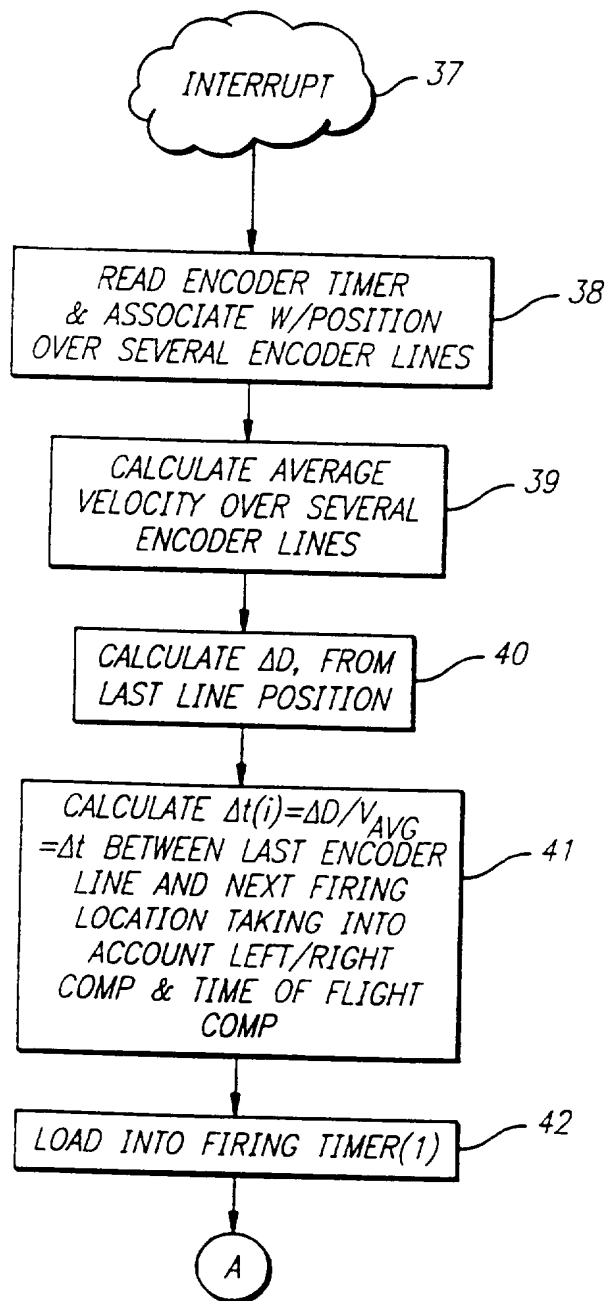 INTERRUPT
37
READ ENCODER TIMER
& ASSOCIATE W/POSITION
OVER SEVERAL ENCODER LINES
38
CALCULATE AVERAGE
VELOCITY OVER SEVERAL
ENCODER LINES
39
CALCULATE ΔD, FROM
LAST LINE POSITION
40
CALCULATE Δt(i)=ΔD/VAVG
=Δt BETWEEN LAST ENCODER
LINE AND NEXT FIRING
LOCATION TAKING INTO
ACCOUNT LEFT/RIGHT
COMP & TIME OF FLIGHT
COMP
41
LOAD INTO FIRING TIMER(1)
42
A